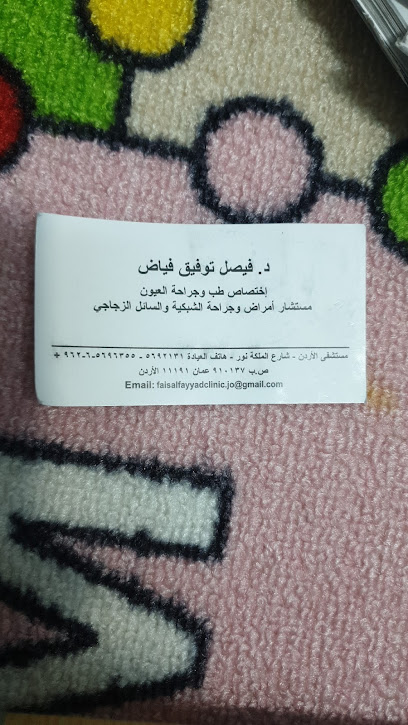 د. فيصل توفيق فياض
إختصاص طب وجراحة العيون
مستشار أمراض وجراحة الشبكية والسائل الزجاجي
مستشفى الأردن - شارع الملكة نور - هاتف العيادة ٥٦٩٢١٣١ - ٥٦٩٦٣٥٥-٦-٩٦٢ +
ص.ب ٩١٠١٣٧ عمان ١١١٩١ الأردن
Email: faisalfayyadclinic.jo@gmail.com